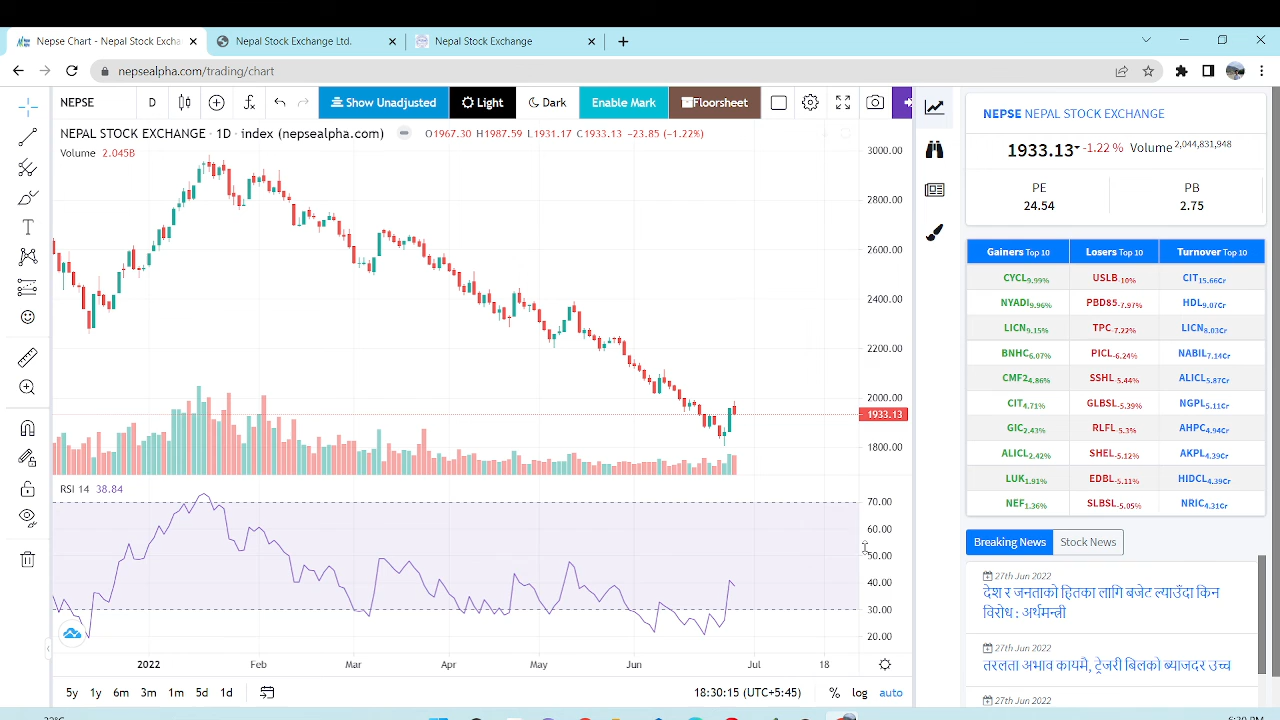 Nepse Chart - Nepal Stock Exch
Nepal Stock Exchange Ltd.
Nepal Stock Exchange
nepsealpha.com/trading/chart
NEPSE
D
Show Unadjusted
Light
Dark
Enable Mark
Floorsheet
NEPAL STOCK EXCHANGE · 1D · index (nepsealpha.com)
O1967.30 H1987.59 L1931.17 C1933.13 −23.85 (−1.22%)
Volume 2.045B
3000.00
2800.00
2600.00
2400.00
2200.00
2000.00
1933.13
1800.00
RSI 14 38.84
70.00
60.00
50.00
40.00
30.00
20.00
2022 Feb Mar Apr May Jun Jul 18
5y 1y 6m 3m 1m 5d 1d
18:30:15 (UTC+5:45)
% log auto
NEPSE NEPAL STOCK EXCHANGE
1933.13 -1.22 % Volume 2,044,831,948
PE PB
24.54 2.75
Gainers Top 10 Losers Top 10 Turnover Top 10
CYCL 9.99% USLB -10% CIT 15.66Cr
NYADI 9.96% PBD85 -7.97% HDL 9.07Cr
LICN 9.15% TPC -7.22% LICN 8.03Cr
BNHC 6.07% PICL -6.24% NABIL 7.14Cr
CMF2 4.86% SSHL -5.44% ALICL 5.87Cr
CIT 4.71% GLBSL -5.39% NGPL 5.11Cr
GIC 2.43% RLFL -5.3% AHPC 4.94Cr
ALICL 2.42% SHEL -5.12% AKPL 4.39Cr
LUK 1.91% EDBL -5.11% HIDCL 4.39Cr
NEF 1.36% SLBSL -5.05% NRIC 4.31Cr
Breaking News Stock News
27th Jun 2022
देश र जनताको हितका लागि बजेट ल्याउँदा किन
विरोध : अर्थमन्त्री
27th Jun 2022
तरलता अभाव कायमै, ट्रेजरी बिलको ब्याजदर उच्च
27th Jun 2022